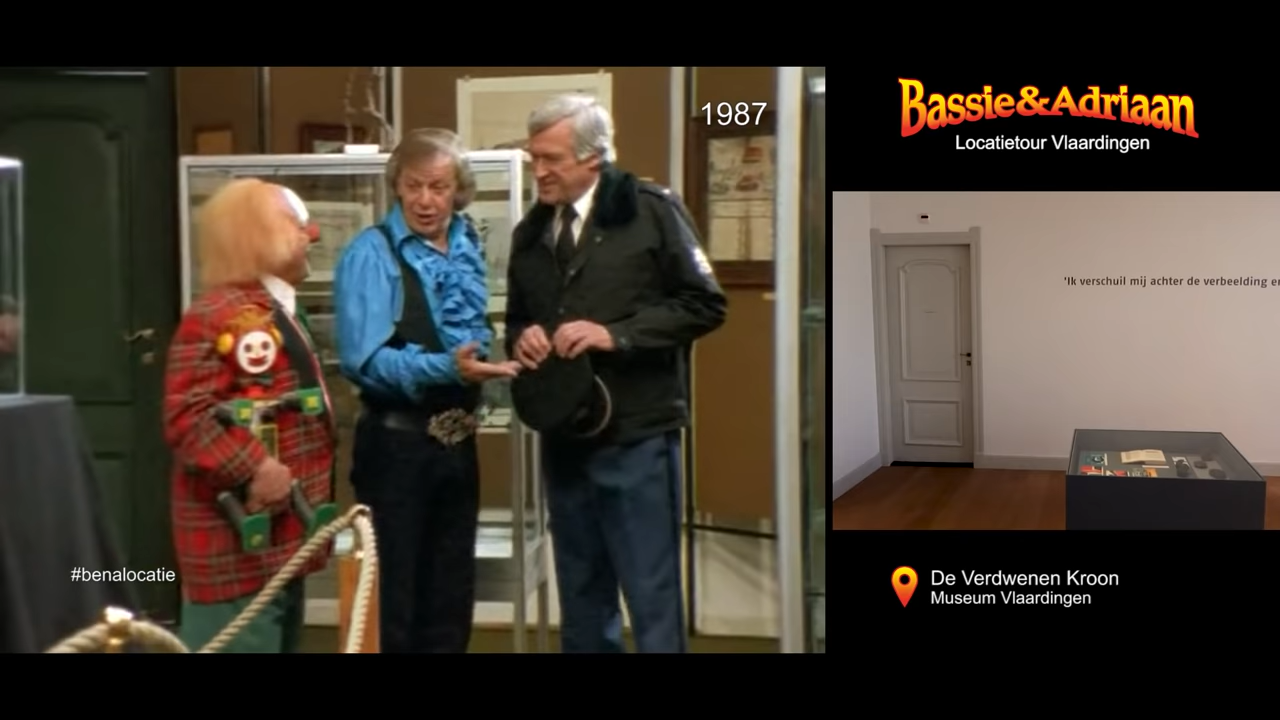 1987
Bassie&Adriaan
Locatietour Vlaardingen
'Ik verschuil mij achter de verbeelding
#benalocatie
De Verdwenen Kroon
Museum Vlaardingen